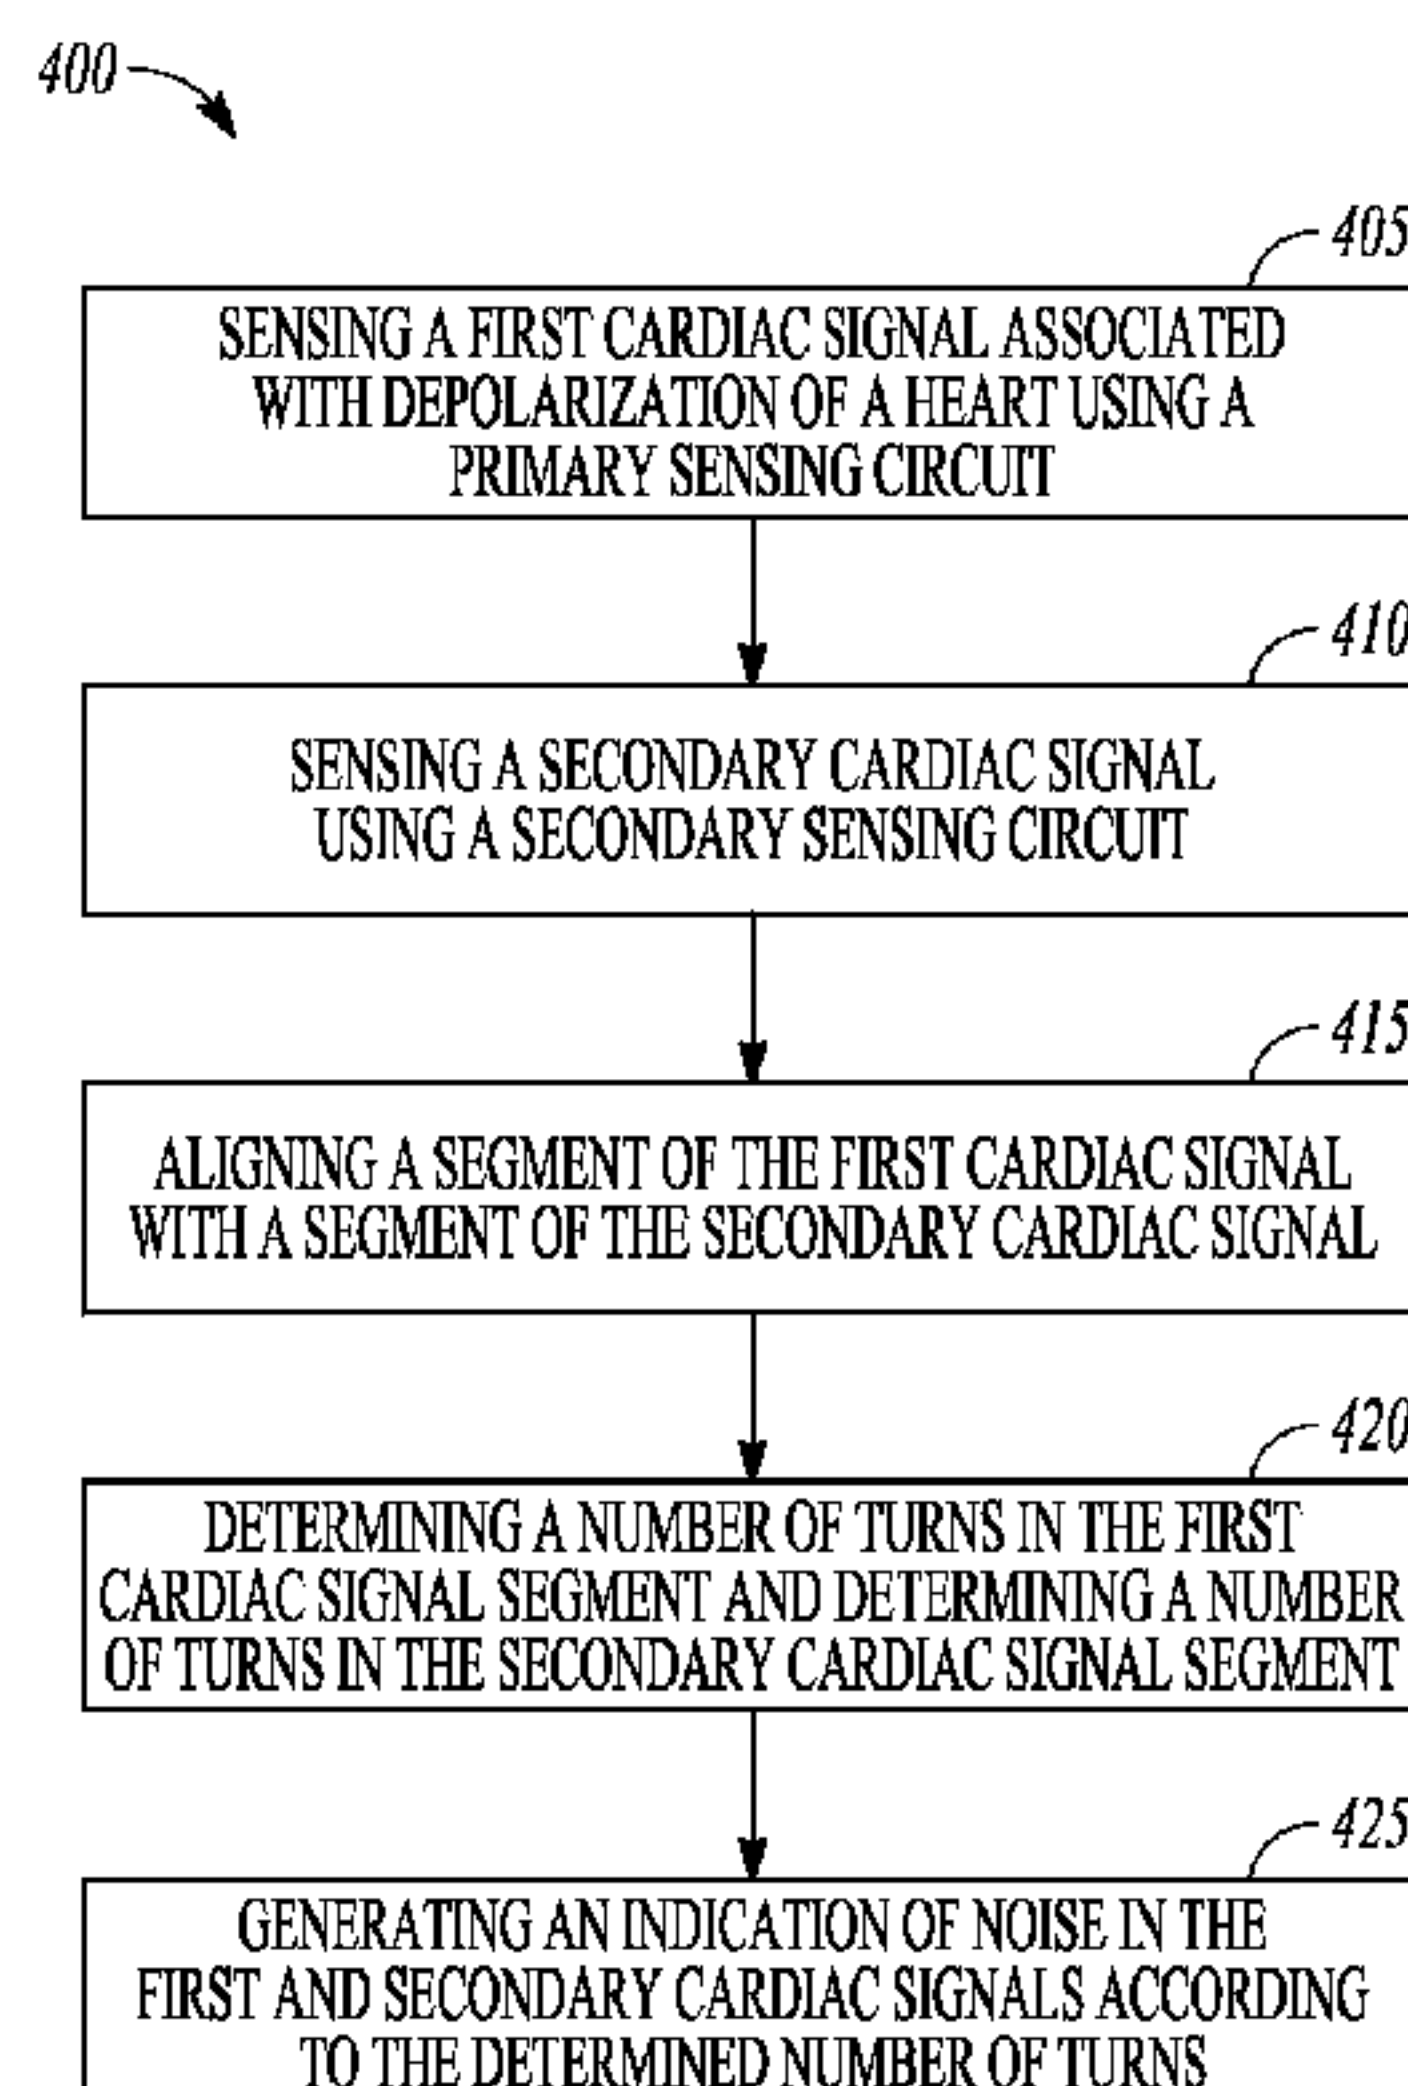 400
405
SENSING A FIRST CARDIAC SIGNAL ASSOCIATED
WITH DEPOLARIZATION OF A HEART USING A
PRIMARY SENSING CIRCUIT
410
SENSING A SECONDARY CARDIAC SIGNAL
USING A SECONDARY SENSING CIRCUIT
415
ALIGNING A SEGMENT OF THE FIRST CARDIAC SIGNAL
WITH A SEGMENT OF THE SECONDARY CARDIAC SIGNAL
420
DETERMINING A NUMBER OF TURNS IN THE FIRST
CARDIAC SIGNAL SEGMENT AND DETERMINING A NUMBER
OF TURNS IN THE SECONDARY CARDIAC SIGNAL SEGMENT
425
GENERATING AN INDICATION OF NOISE IN THE
FIRST AND SECONDARY CARDIAC SIGNALS ACCORDING
TO THE DETERMINED NUMBER OF TURNS